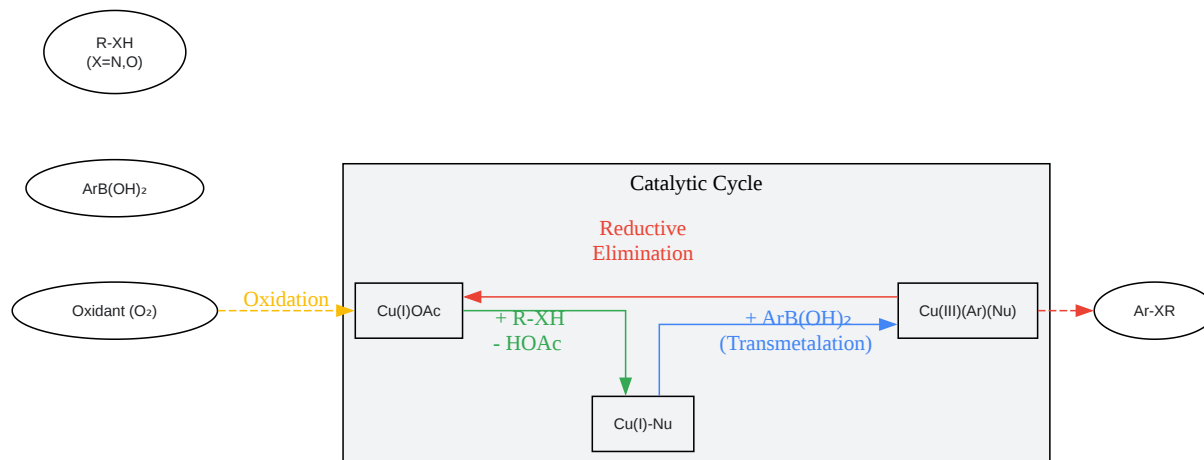 R-XH
(X=N,O)
ArB(OH)₂
Catalytic Cycle
Reductive
Elimination
Oxidant (O₂)
Oxidation
Cu(I)OAc
+ R-XH
- HOAc
+ ArB(OH)₂
(Transmetalation)
Cu(III)(Ar)(Nu)
Ar-XR
Cu(I)-Nu